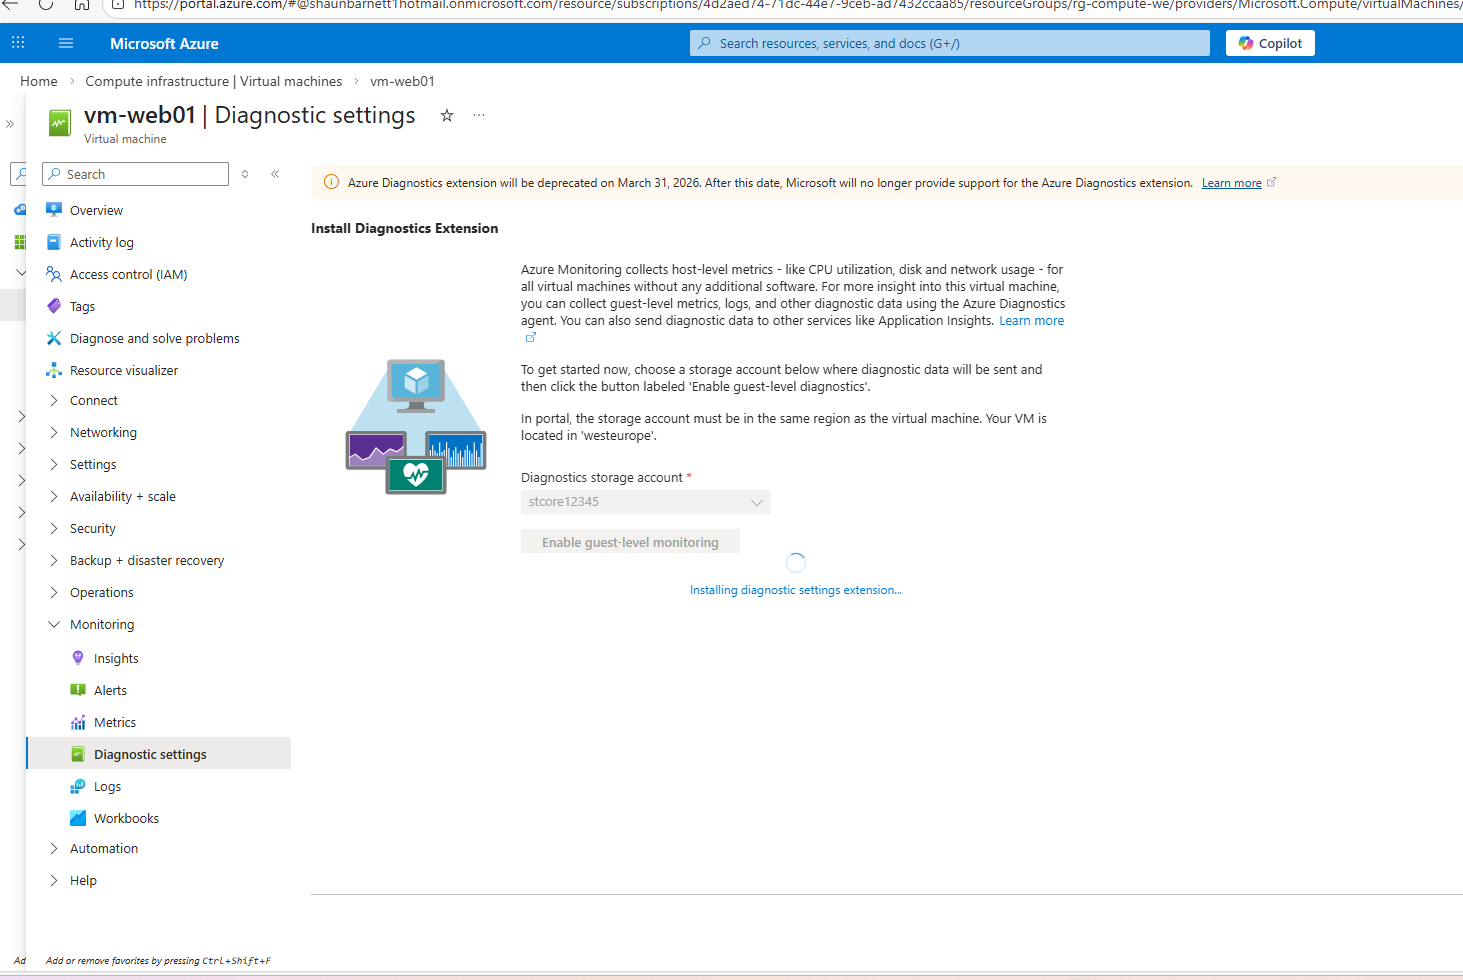 https://portal.azure.com/#@shaunbarnett1hotmail.onmicrosoft.com/resource/subscriptions/4d2aed74-71dc-44e7-9ceb-ad7432ccaa85/resourceGroups/rg-compute-we/providers/Microsoft.Compute/virtualMachines/
Microsoft Azure
Search resources, services, and docs (G+/)
Copilot
Home > Compute infrastructure | Virtual machines > vm-web01
vm-web01 | Diagnostic settings
Virtual machine
Search
Azure Diagnostics extension will be deprecated on March 31, 2026. After this date, Microsoft will no longer provide support for the Azure Diagnostics extension. Learn more
Overview
Activity log
Access control (IAM)
Tags
Diagnose and solve problems
Resource visualizer
Connect
Networking
Settings
Availability + scale
Security
Backup + disaster recovery
Operations
Monitoring
Insights
Alerts
Metrics
Diagnostic settings
Logs
Workbooks
Automation
Help
Ad
Add or remove favorites by pressing Ctrl+Shift+F
Install Diagnostics Extension
Azure Monitoring collects host-level metrics - like CPU utilization, disk and network usage - for
all virtual machines without any additional software. For more insight into this virtual machine,
you can collect guest-level metrics, logs, and other diagnostic data using the Azure Diagnostics
agent. You can also send diagnostic data to other services like Application Insights. Learn more
To get started now, choose a storage account below where diagnostic data will be sent and
then click the button labeled 'Enable guest-level diagnostics'.
In portal, the storage account must be in the same region as the virtual machine. Your VM is
located in 'westeurope'.
Diagnostics storage account *
stcore12345
Enable guest-level monitoring
Installing diagnostic settings extension...